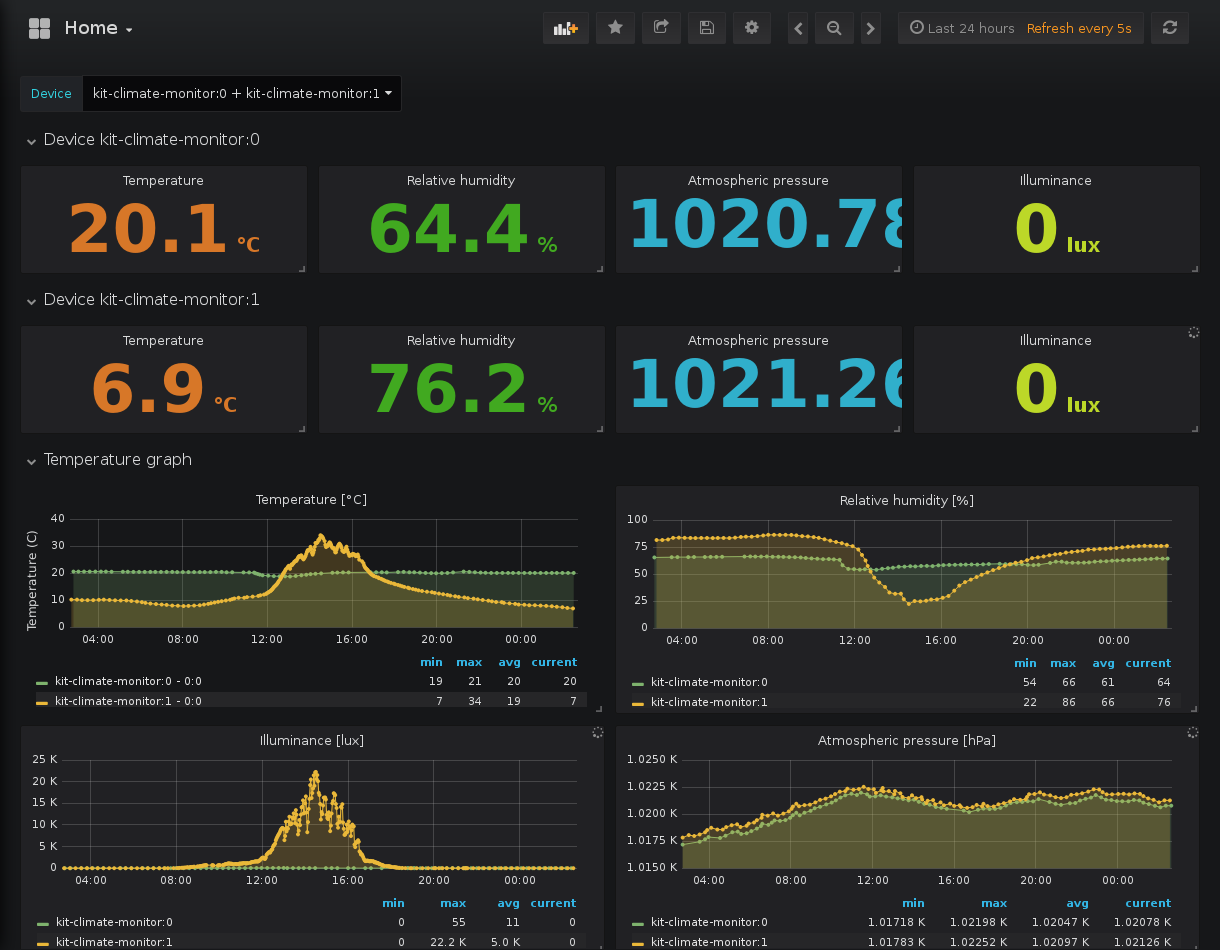 Home
Last 24 hours Refresh every 5s
Device kit-climate-monitor:0 + kit-climate-monitor:1
Device kit-climate-monitor:0
Temperature Relative humidity Atmospheric pressure Illuminance
20.1 °C 64.4 % 1020.78 0 lux
Device kit-climate-monitor:1
Temperature Relative humidity Atmospheric pressure Illuminance
6.9 °C 76.2 % 1021.26 0 lux
Temperature graph
Temperature [°C]
Temperature (C)
40
30
20
10
0
04:00 08:00 12:00 16:00 20:00 00:00
min max avg current
kit-climate-monitor:0 - 0:0 19 21 20 20
kit-climate-monitor:1 - 0:0 7 34 19 7
Relative humidity [%]
100
75
50
25
0
04:00 08:00 12:00 16:00 20:00 00:00
min max avg current
kit-climate-monitor:0 54 66 61 64
kit-climate-monitor:1 22 86 66 76
Illuminance [lux]
25 K
20 K
15 K
10 K
5 K
0
04:00 08:00 12:00 16:00 20:00 00:00
min max avg current
kit-climate-monitor:0 0 55 11 0
kit-climate-monitor:1 0 22.2 K 5.0 K 0
Atmospheric pressure [hPa]
1.0250 K
1.0225 K
1.0200 K
1.0175 K
1.0150 K
04:00 08:00 12:00 16:00 20:00 00:00
min max avg current
kit-climate-monitor:0 1.01718 K 1.02198 K 1.02047 K 1.02078 K
kit-climate-monitor:1 1.01783 K 1.02252 K 1.02097 K 1.02126 K